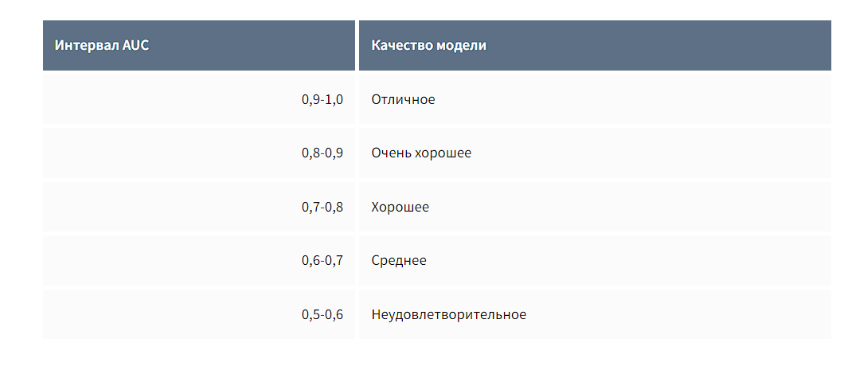 Интервал AUC Качество модели
0,9-1,0 Отличное
0,8-0,9 Очень хорошее
0,7-0,8 Хорошее
0,6-0,7 Среднее
0,5-0,6 Неудовлетворительное